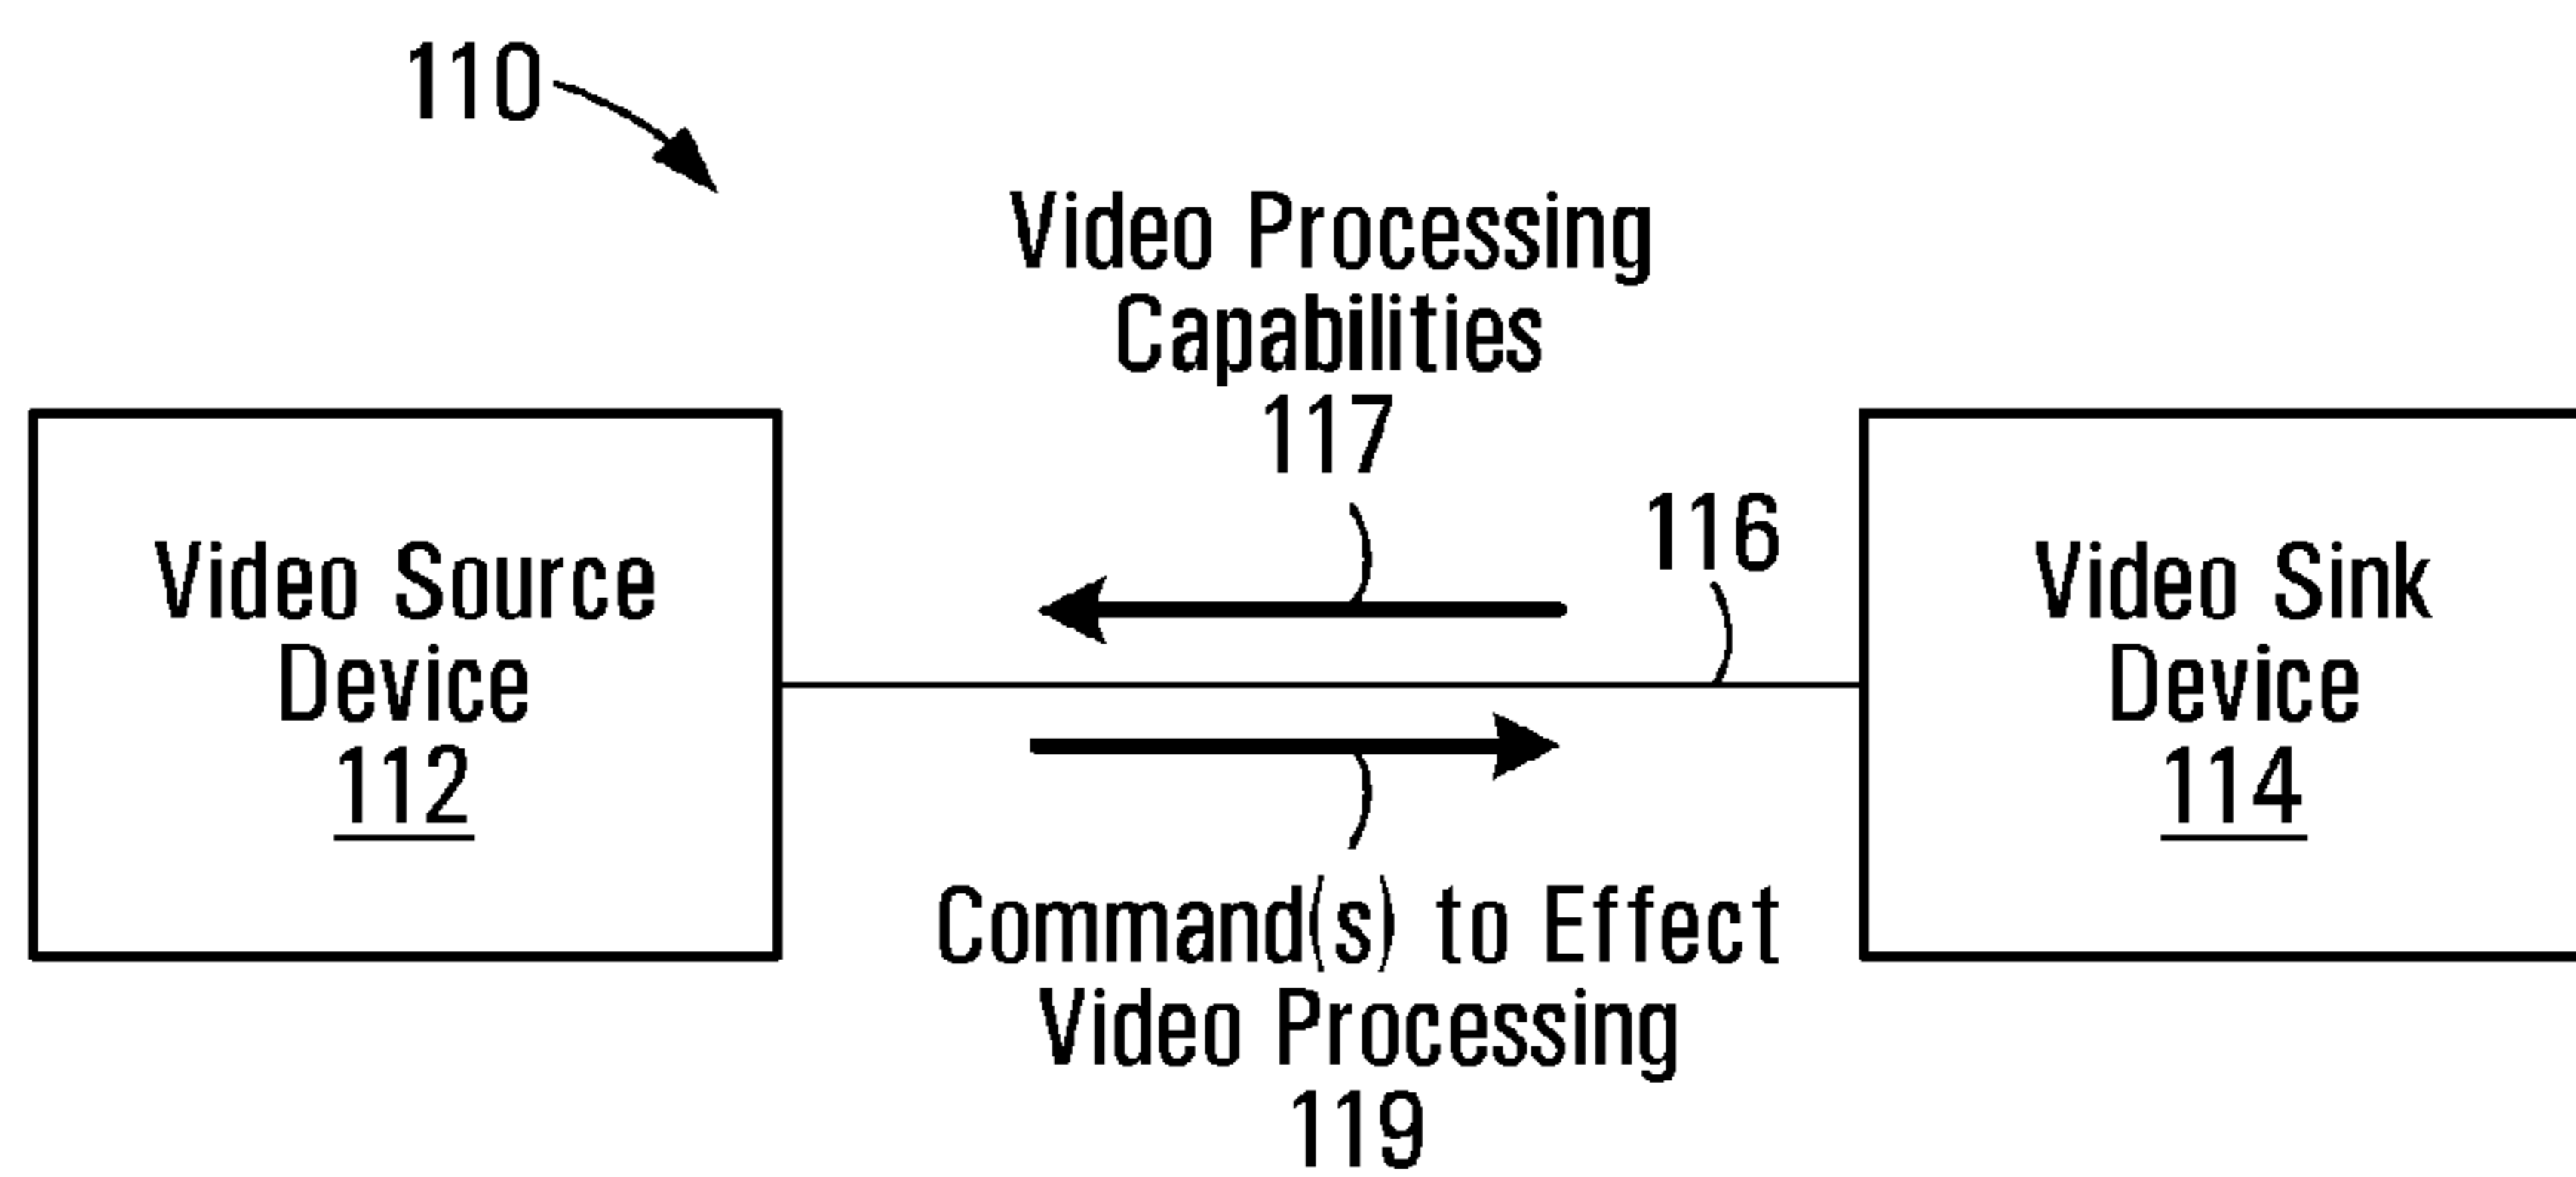 110
Video Processing
Capabilities
117
116
Video Source
Device
112
Video Sink
Device
114
Command(s) to Effect
Video Processing
119